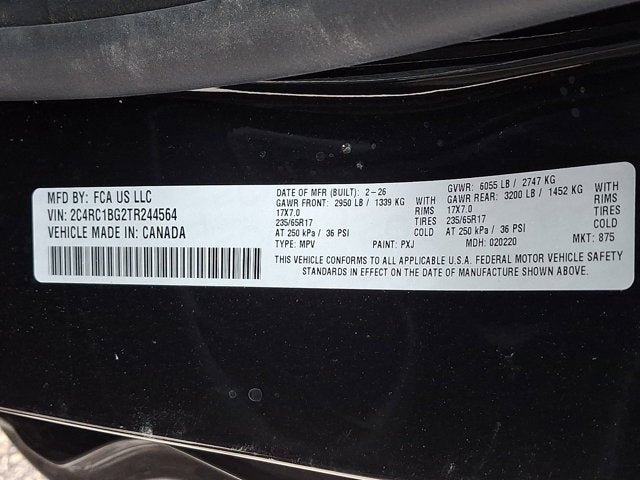 MFD BY: FCA US LLC
VIN: 2C4RC1BG2TR244564
VEHICLE MADE IN: CANADA
DATE OF MFR (BUILT): 2-26
GAWR FRONT: 2950 LB / 1339 KG WITH
17X7.0 RIMS
235/65R17 TIRES
AT 250 kPa / 36 PSI COLD
TYPE: MPV PAINT: PXJ
GVWR: 6055 LB / 2747 KG
GAWR REAR: 3200 LB / 1452 KG WITH
17X7.0 RIMS
235/65R17 TIRES
AT 250 kPa / 36 PSI COLD
MDH: 020220 MKT: 875
THIS VEHICLE CONFORMS TO ALL APPLICABLE U.S.A. FEDERAL MOTOR VEHICLE SAFETY
STANDARDS IN EFFECT ON THE DATE OF MANUFACTURE SHOWN ABOVE.